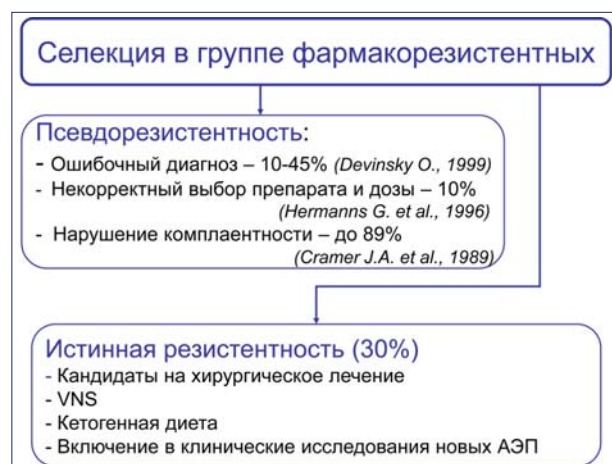 Селекция в группе фармакорезистентных
Псевдорезистентность:
- Ошибочный диагноз – 10-45% (Devinsky O., 1999)
- Некорректный выбор препарата и дозы – 10%
(Hermanns G. et al., 1996)
- Нарушение комплаентности – до 89%
(Cramer J.A. et al., 1989)
Истинная резистентность (30%)
- Кандидаты на хирургическое лечение
- VNS
- Кетогенная диета
- Включение в клинические исследования новых АЭП